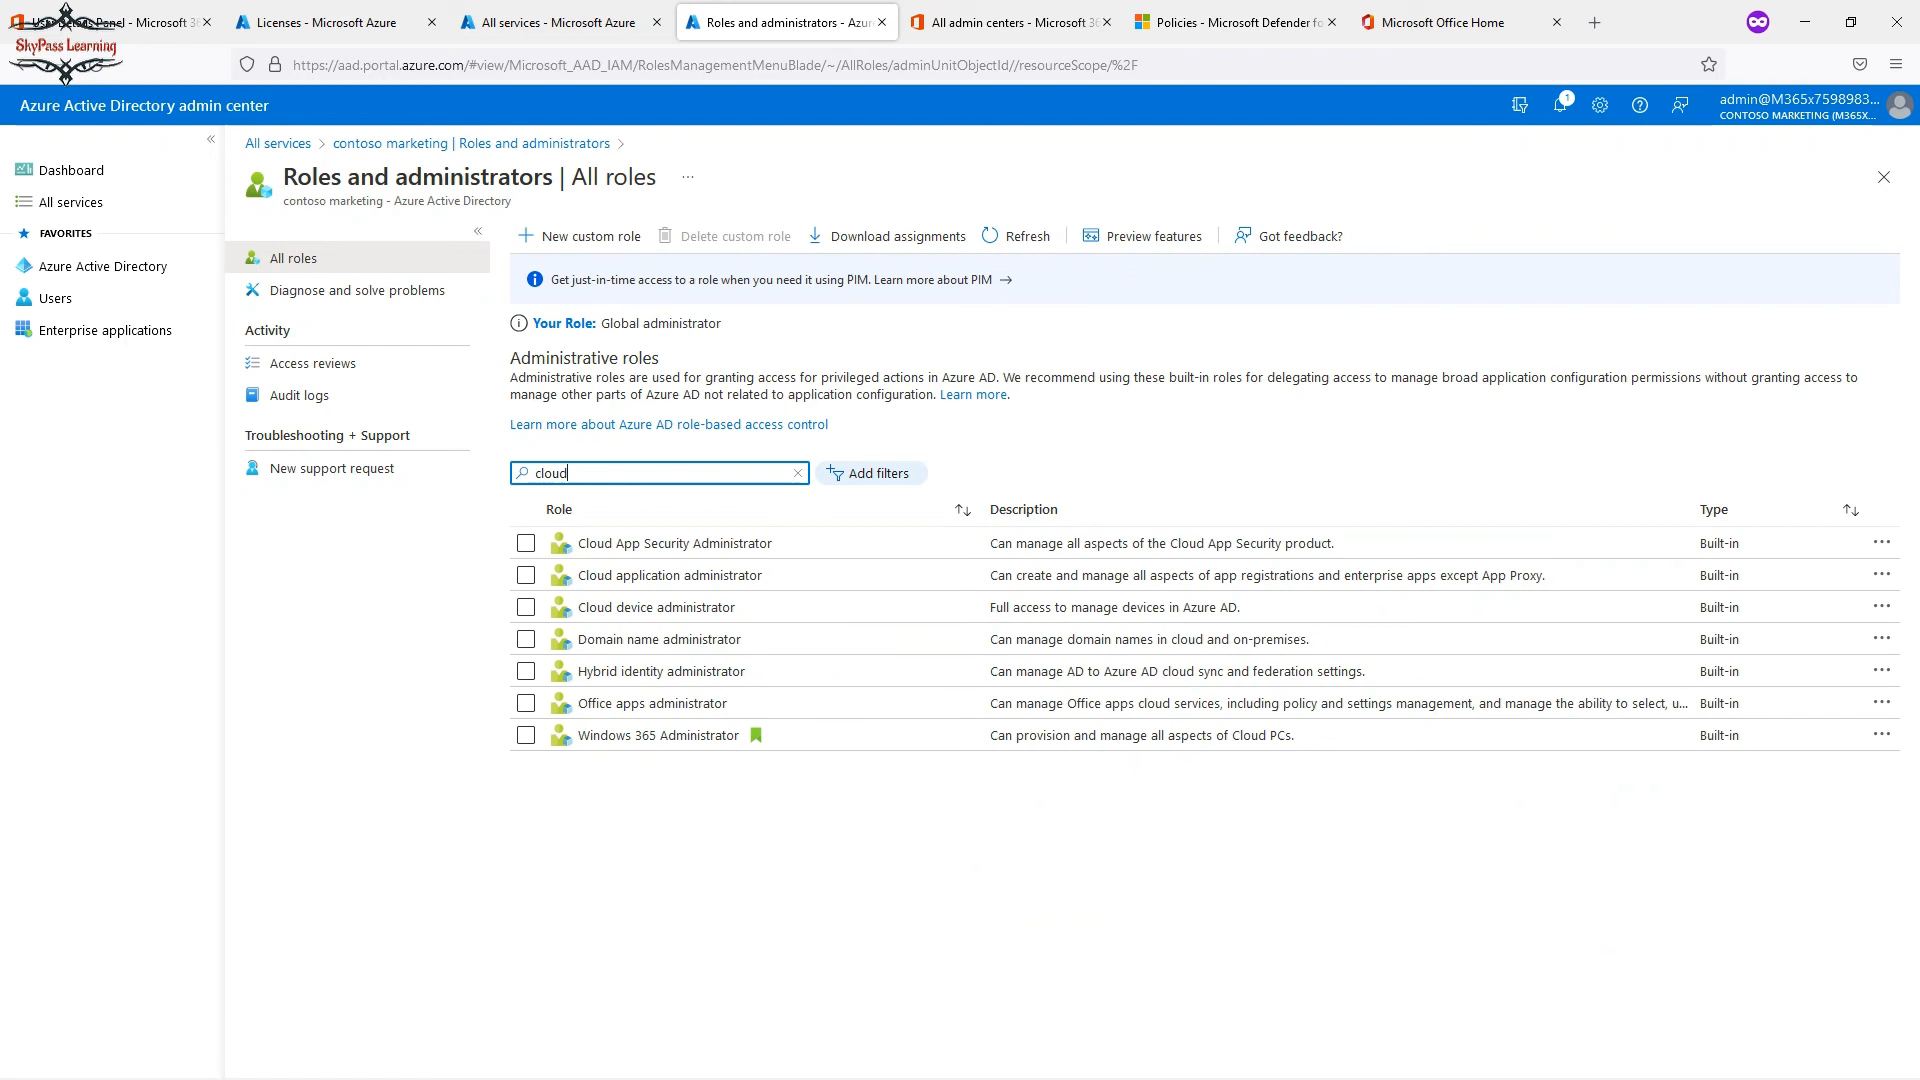 User Details Panel - Microsoft 36
Licenses - Microsoft Azure
All services - Microsoft Azure
Roles and administrators - Azure
All admin centers - Microsoft 36
Policies - Microsoft Defender fo
Microsoft Office Home
SkyPass Learning
https://aad.portal.azure.com/#view/Microsoft_AAD_IAM/RolesManagementMenuBlade/~/AllRoles/adminUnitObjectId//resourceScope/%2F
Azure Active Directory admin center
1
admin@M365x7598983...
CONTOSO MARKETING (M365X...
Dashboard
All services
FAVORITES
Azure Active Directory
Users
Enterprise applications
All services > contoso marketing | Roles and administrators >
Roles and administrators | All roles ...
contoso marketing - Azure Active Directory
All roles
Diagnose and solve problems
Activity
Access reviews
Audit logs
Troubleshooting + Support
New support request
New custom role
Delete custom role
Download assignments
Refresh
Preview features
Got feedback?
Get just-in-time access to a role when you need it using PIM. Learn more about PIM →
Your Role: Global administrator
Administrative roles
Administrative roles are used for granting access for privileged actions in Azure AD. We recommend using these built-in roles for delegating access to manage broad application configuration permissions without granting access to
manage other parts of Azure AD not related to application configuration. Learn more.
Learn more about Azure AD role-based access control
cloud
Add filters
Role Description Type
Cloud App Security Administrator Can manage all aspects of the Cloud App Security product. Built-in ...
Cloud application administrator Can create and manage all aspects of app registrations and enterprise apps except App Proxy. Built-in ...
Cloud device administrator Full access to manage devices in Azure AD. Built-in ...
Domain name administrator Can manage domain names in cloud and on-premises. Built-in ...
Hybrid identity administrator Can manage AD to Azure AD cloud sync and federation settings. Built-in ...
Office apps administrator Can manage Office apps cloud services, including policy and settings management, and manage the ability to select, u... Built-in ...
Windows 365 Administrator Can provision and manage all aspects of Cloud PCs. Built-in ...